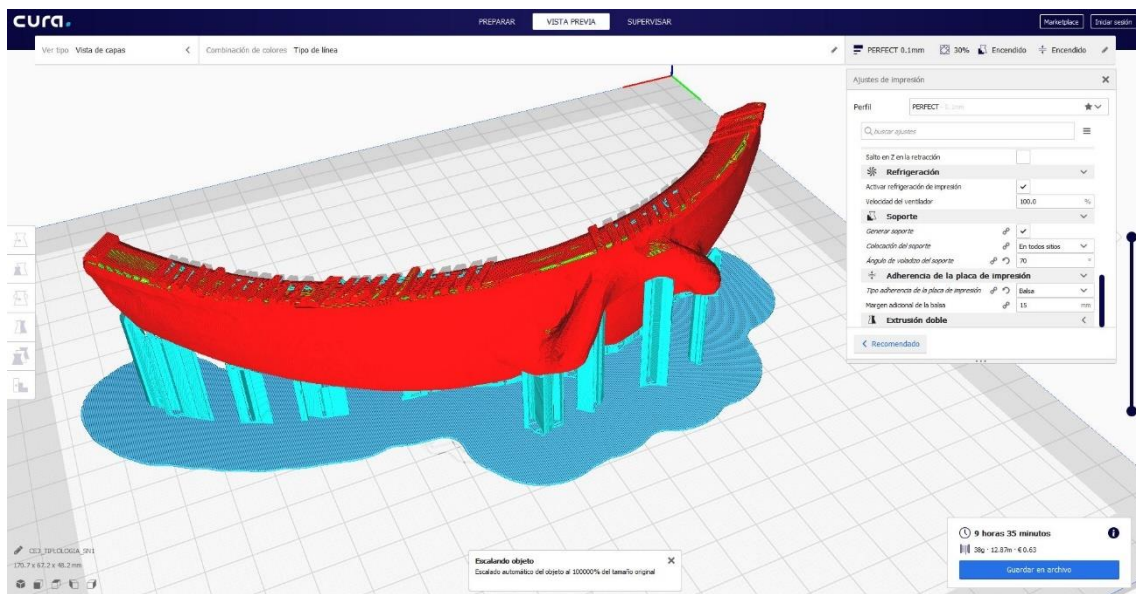 cura.
PREPARAR VISTA PREVIA SUPERVISAR
Marketplace Iniciar sesión
Ver tipo Vista de capas Combinación de colores Tipo de línea
PERFECT 0.1mm 30% Encendido Encendido
Ajustes de impresión
Perfil PERFECT - 0.1mm
buscar ajustes
Salto en Z en la retracción
Refrigeración
Activar refrigeración de impresión
Velocidad del ventilador 100.0 %
Soporte
Generar soporte
Colocación del soporte En todos sitios
Ángulo de voladizo del soporte 70 °
Adherencia de la placa de impresión
Tipo adherencia de la placa de impresión Balsa
Margen adicional de la balsa 15 mm
Extrusión doble
Recomendado
9 horas 35 minutos
38g · 12.87m · € 0.63
Guardar en archivo
Escalando objeto
Escalado automático del objeto al 100000% del tamaño original
170.7 x 67.2 x 48.2 mm